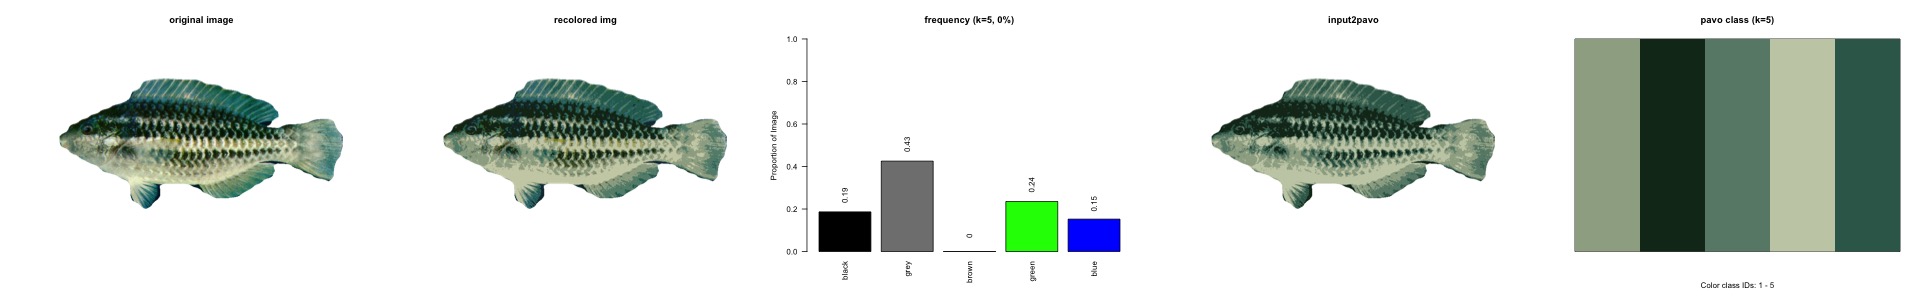 original image
recolored img
frequency (k=5, 0%)
input2pavo
pavo class (k=5)
Proportion of Image
1.0
0.8
0.6
0.4
0.2
0.0
0.19
0.43
0
0.24
0.15
black
grey
brown
green
blue
Color class IDs: 1 - 5